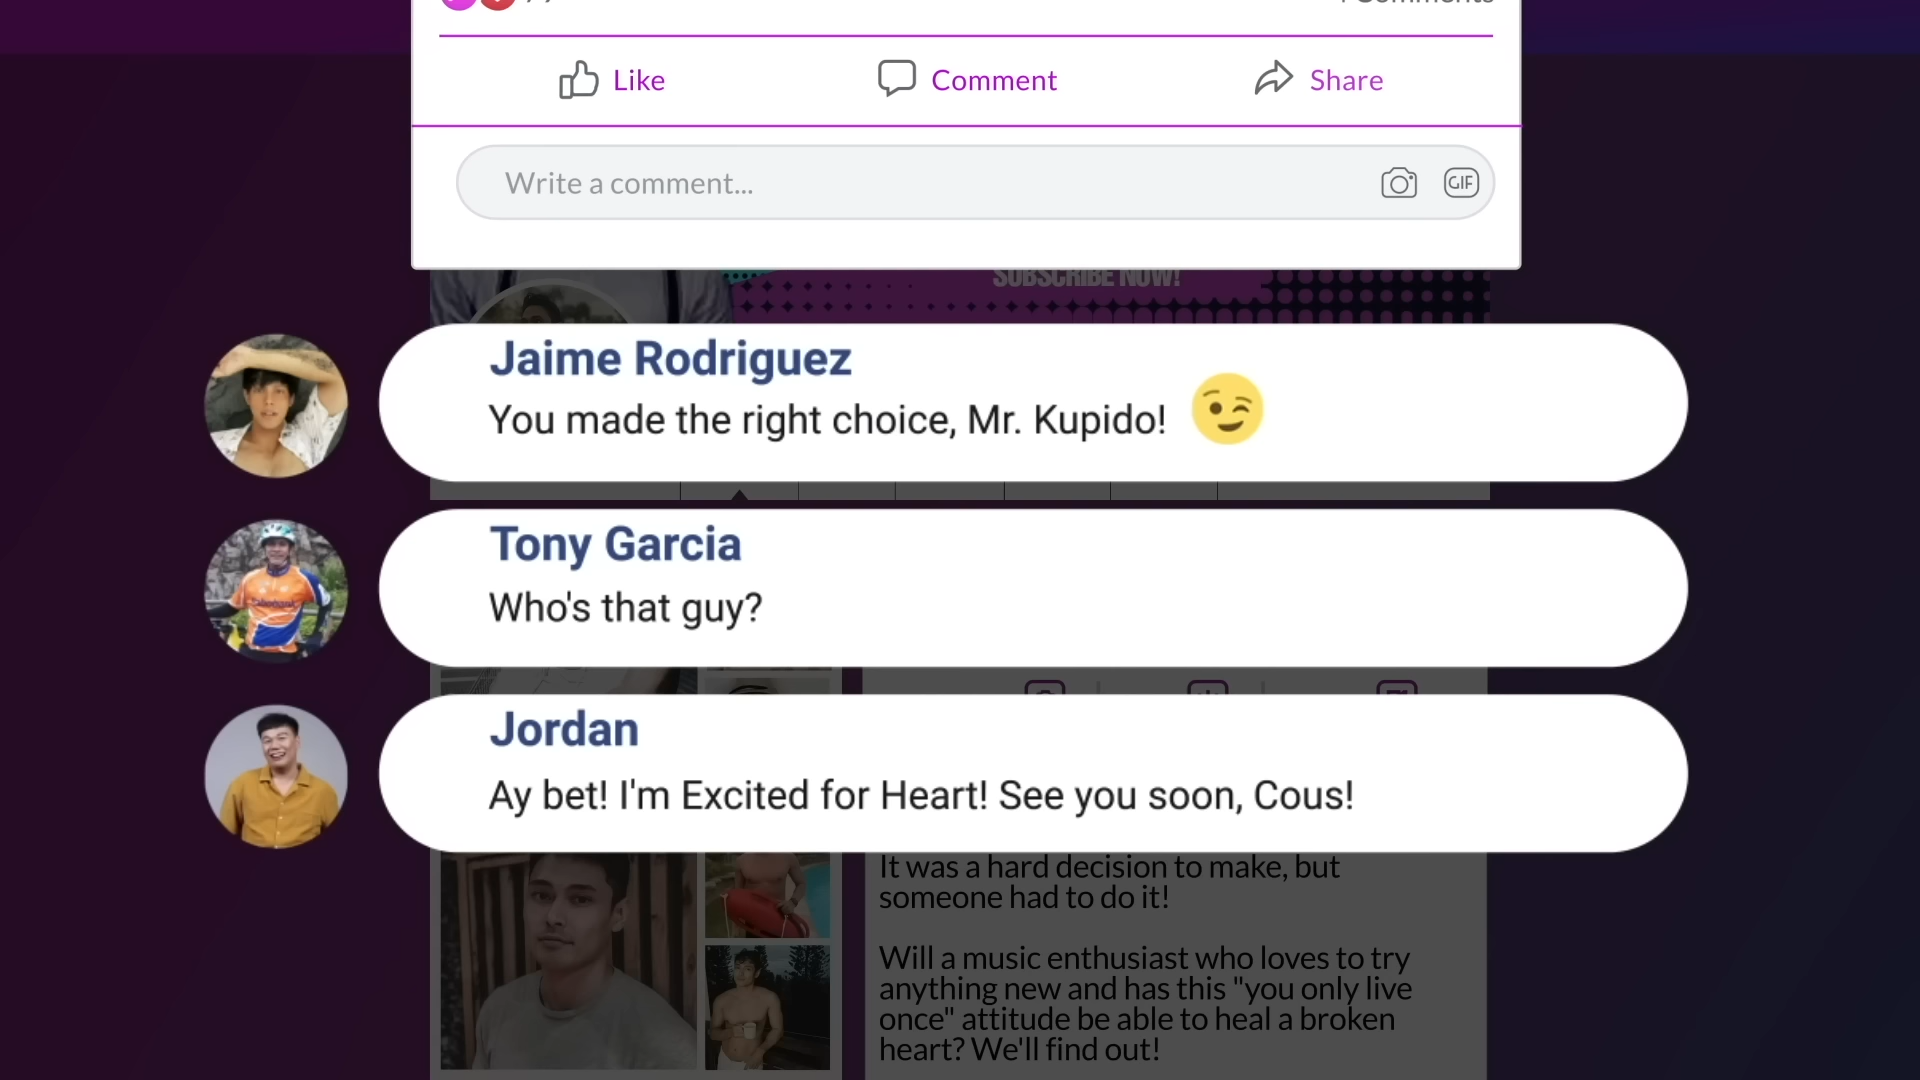 Comments
Like
Comment
Share
Write a comment...
GIF
SUBSCRIBE NOW!
Jaime Rodriguez
You made the right choice, Mr. Kupido!
Tony Garcia
Who's that guy?
Jordan
Ay bet! I'm Excited for Heart! See you soon, Cous!
It was a hard decision to make, but
someone had to do it!
Will a music enthusiast who loves to try
anything new and has this "you only live
once" attitude be able to heal a broken
heart? We'll find out!